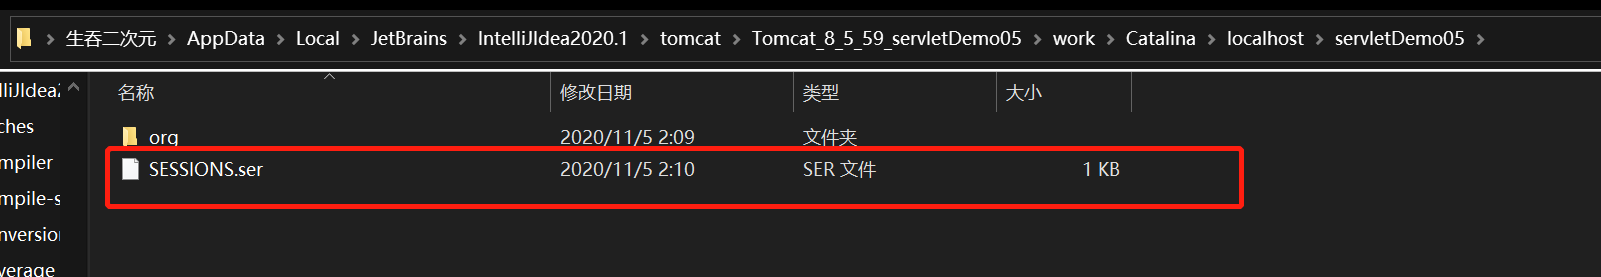 生吞二次元 > AppData > Local > JetBrains > IntelliJIdea2020.1 > tomcat > Tomcat_8_5_59_servletDemo05 > work > Catalina > localhost > servletDemo05 >
lliJIdea2
名称 修改日期 类型 大小
ches
org 2020/11/5 2:09 文件夹
mpiler
SESSIONS.ser 2020/11/5 2:10 SER 文件 1 KB
mpile-s
nversion
verage